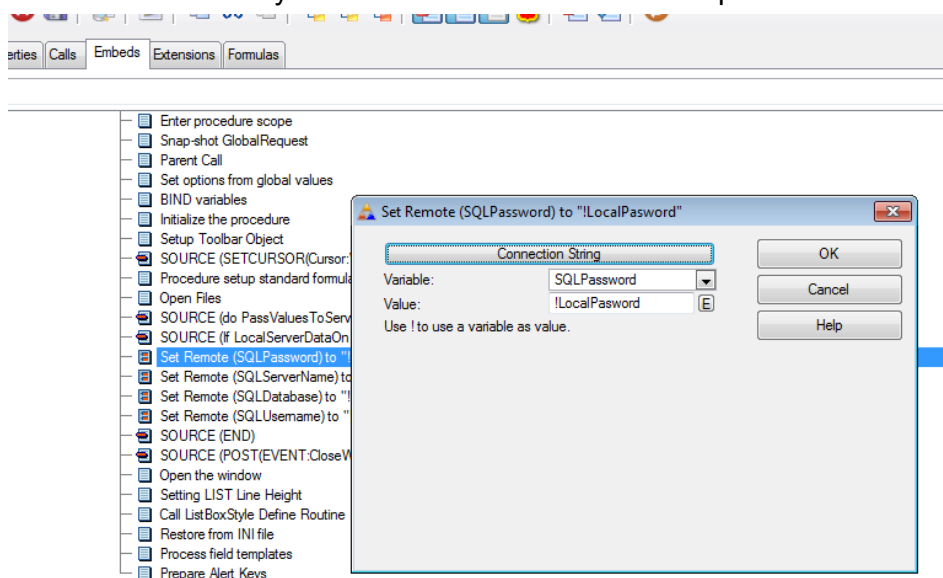 erties Calls Embeds Extensions Formulas
Enter procedure scope
Snap-shot GlobalRequest
Parent Call
Set options from global values
BIND variables
Initialize the procedure
Setup Toolbar Object
SOURCE (SETCURSOR(Cursor:
Procedure setup standard formula
Open Files
SOURCE (do PassValuesToServ
SOURCE (If LocalServerDataOn
Set Remote (SQLPassword) to "!
Set Remote (SQLServerName) to
Set Remote (SQLDatabase) to "!
Set Remote (SQLUsername) to "
SOURCE (END)
SOURCE (POST(EVENT:CloseW
Open the window
Setting LIST Line Height
Call ListBoxStyle Define Routine
Restore from INI file
Process field templates
Prepare Alert Keys
Set Remote (SQLPassword) to "!LocalPasword"
Connection String
Variable: SQLPassword
Value: !LocalPasword E
Use ! to use a variable as value.
OK
Cancel
Help